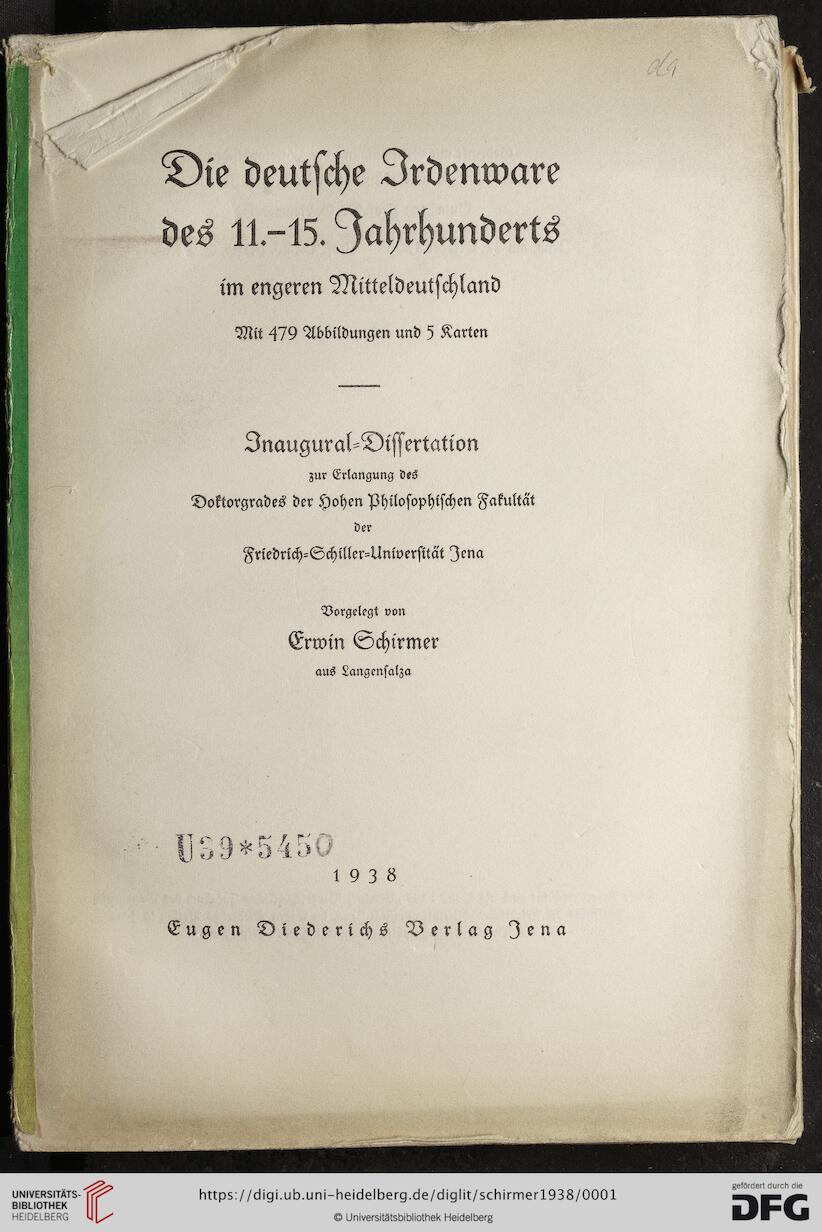 Die deutſche Irdenware
des 11.–15. Jahrhunderts
im engeren Mitteldeutſchland
Mit 479 Abbildungen und 5 Karten
Inaugural-Diſſertation
zur Erlangung des
Doktorgrades der Hohen Philoſophiſchen Fakultät
der
Friedrich-Schiller-Univerſität Jena
Vorgelegt von
Erwin Schirmer
aus Langenſalza
U39*5450
1938
Eugen Diederichs Verlag Jena
UNIVERSITÄTS-
BIBLIOTHEK
HEIDELBERG
https://digi.ub.uni-heidelberg.de/diglit/schirmer1938/0001
© Universitätsbibliothek Heidelberg
gefördert durch die
DFG